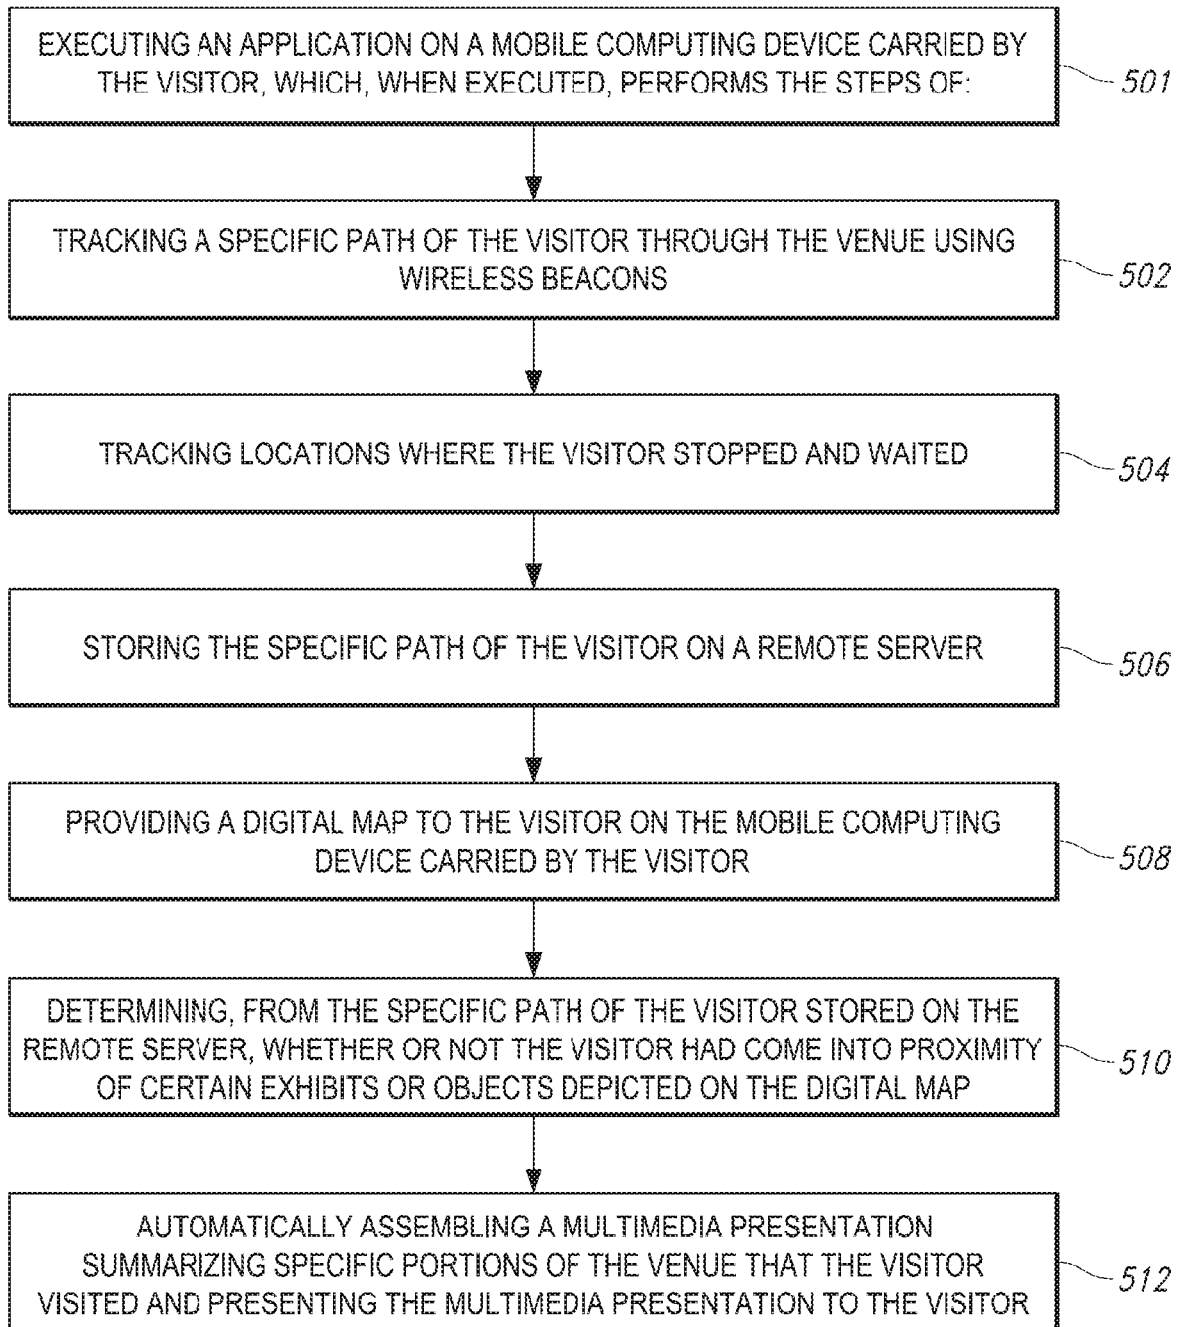 EXECUTING AN APPLICATION ON A MOBILE COMPUTING DEVICE CARRIED BY
THE VISITOR, WHICH, WHEN EXECUTED, PERFORMS THE STEPS OF:
501
TRACKING A SPECIFIC PATH OF THE VISITOR THROUGH THE VENUE USING
WIRELESS BEACONS
502
TRACKING LOCATIONS WHERE THE VISITOR STOPPED AND WAITED
504
STORING THE SPECIFIC PATH OF THE VISITOR ON A REMOTE SERVER
506
PROVIDING A DIGITAL MAP TO THE VISITOR ON THE MOBILE COMPUTING
DEVICE CARRIED BY THE VISITOR
508
DETERMINING, FROM THE SPECIFIC PATH OF THE VISITOR STORED ON THE
REMOTE SERVER, WHETHER OR NOT THE VISITOR HAD COME INTO PROXIMITY
OF CERTAIN EXHIBITS OR OBJECTS DEPICTED ON THE DIGITAL MAP
510
AUTOMATICALLY ASSEMBLING A MULTIMEDIA PRESENTATION
SUMMARIZING SPECIFIC PORTIONS OF THE VENUE THAT THE VISITOR
VISITED AND PRESENTING THE MULTIMEDIA PRESENTATION TO THE VISITOR
512